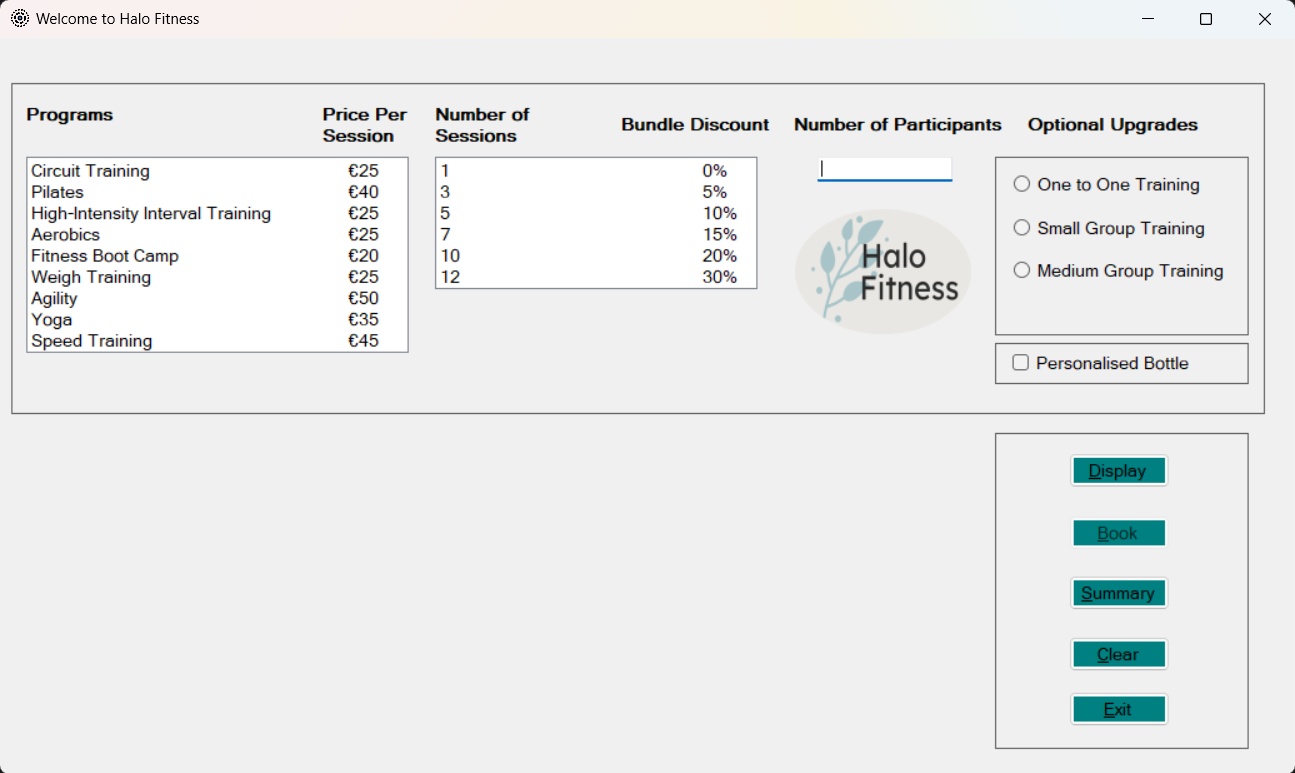 Welcome to Halo Fitness
Programs
Price Per
Session
Number of
Sessions
Bundle Discount
Number of Participants
Optional Upgrades
Circuit Training €25
Pilates €40
High-Intensity Interval Training €25
Aerobics €25
Fitness Boot Camp €20
Weigh Training €25
Agility €50
Yoga €35
Speed Training €45
1 0%
3 5%
5 10%
7 15%
10 20%
12 30%
Halo
Fitness
One to One Training
Small Group Training
Medium Group Training
Personalised Bottle
Display
Book
Summary
Clear
Exit